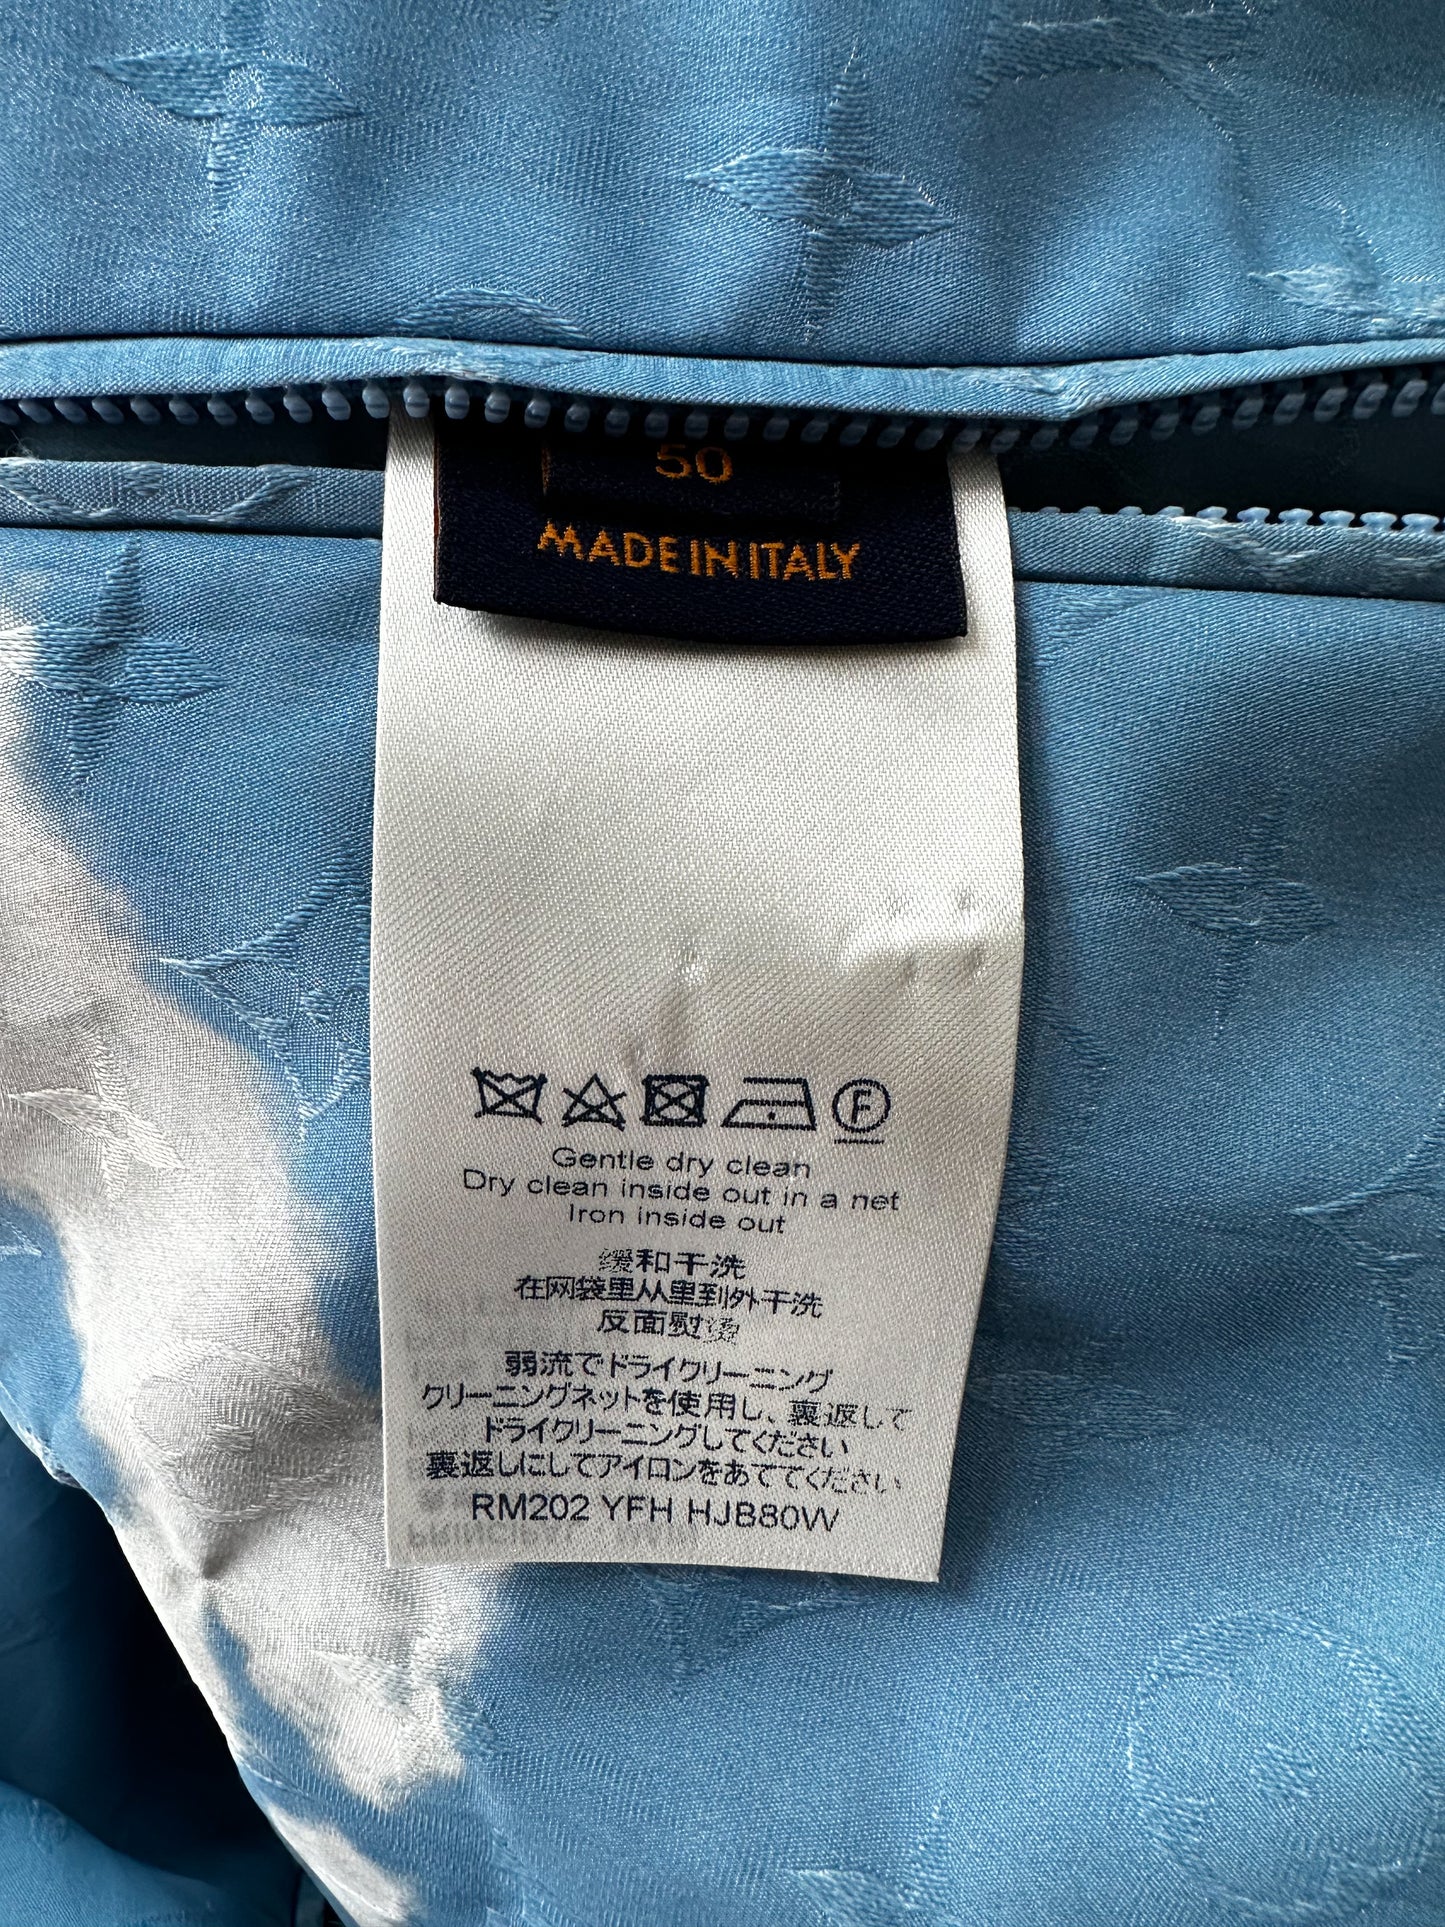 50
MADE IN ITALY
F
Gentle dry clean
Dry clean inside out in a net
Iron inside out
缓和干洗
在网袋里从里到外干洗
反面熨烫
弱流でドライクリーニング
クリーニングネットを使用し、裏返して
ドライクリーニングしてください
裏返しにしてアイロンをあててください
RM202 YFH HJB80W